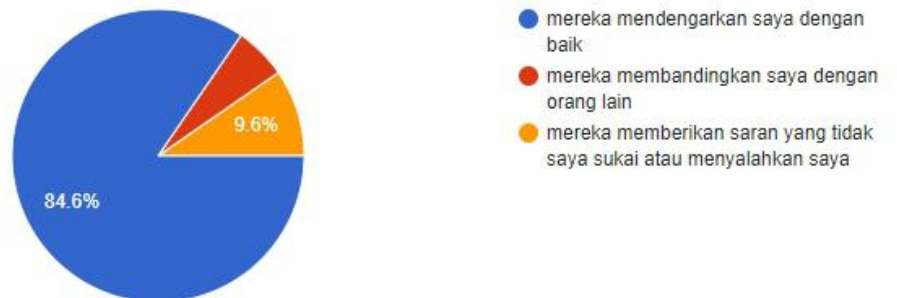 mereka mendengarkan saya dengan
baik
mereka membandingkan saya dengan
orang lain
9.6%
mereka memberikan saran yang tidak
saya sukai atau menyalahkan saya
84.6%